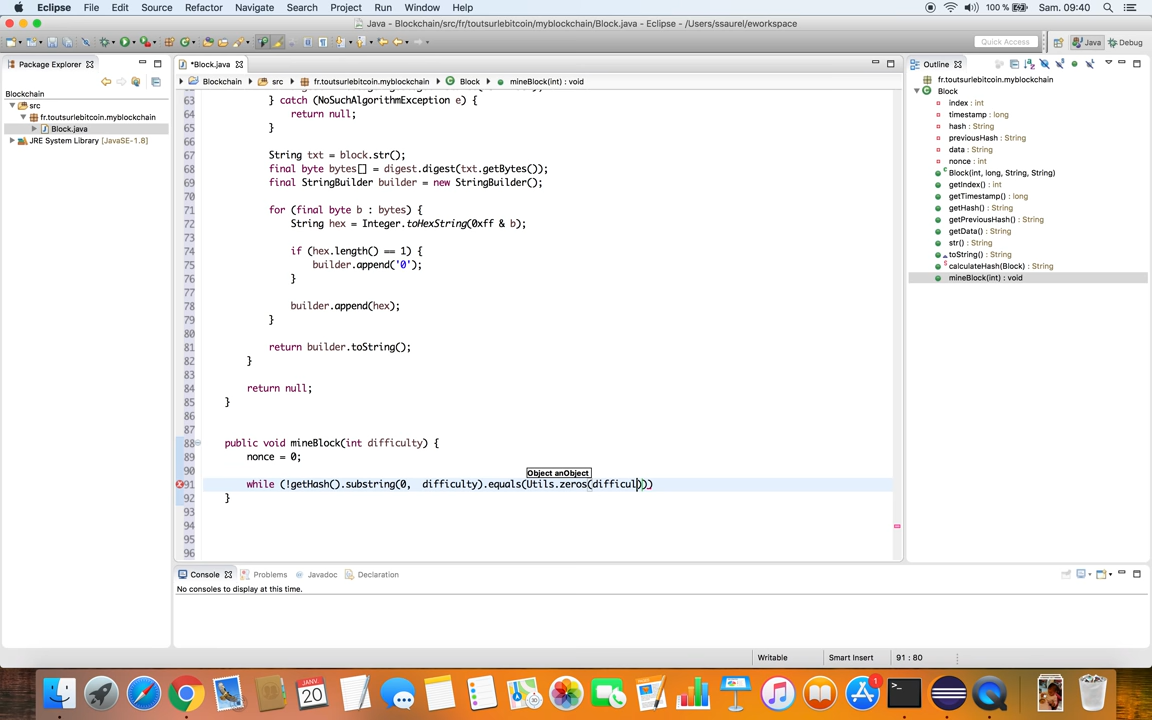 Eclipse File Edit Source Refactor Navigate Search Project Run Window Help 100 % Sam. 09:40
Java - Blockchain/src/fr/toutsurlebitcoin/myblockchain/Block.java - Eclipse - /Users/ssaurel/eworkspace
Quick Access Java Debug
Package Explorer
Blockchain
src
fr.toutsurlebitcoin.myblockchain
Block.java
JRE System Library [JavaSE-1.8]
*Block.java
Blockchain src fr.toutsurlebitcoin.myblockchain Block mineBlock(int) : void
63 } catch (NoSuchAlgorithmException e) {
64 return null;
65 }
66
67 String txt = block.str();
68 final byte bytes[] = digest.digest(txt.getBytes());
69 final StringBuilder builder = new StringBuilder();
70
71 for (final byte b : bytes) {
72 String hex = Integer.toHexString(0xff & b);
73
74 if (hex.length() == 1) {
75 builder.append('0');
76 }
77
78 builder.append(hex);
79 }
80
81 return builder.toString();
82 }
83
84 return null;
85 }
86
87
88 public void mineBlock(int difficulty) {
89 nonce = 0;
90
Object anObject
91 while (!getHash().substring(0,  difficulty).equals(Utils.zeros(difficul)))
92 }
93
94
95
96
Outline
fr.toutsurlebitcoin.myblockchain
Block
index : int
timestamp : long
hash : String
previousHash : String
data : String
nonce : int
Block(int, long, String, String)
getIndex() : int
getTimestamp() : long
getHash() : String
getPreviousHash() : String
getData() : String
str() : String
toString() : String
calculateHash(Block) : String
mineBlock(int) : void
Console Problems Javadoc Declaration
No consoles to display at this time.
Writable Smart Insert 91 : 80
20
1